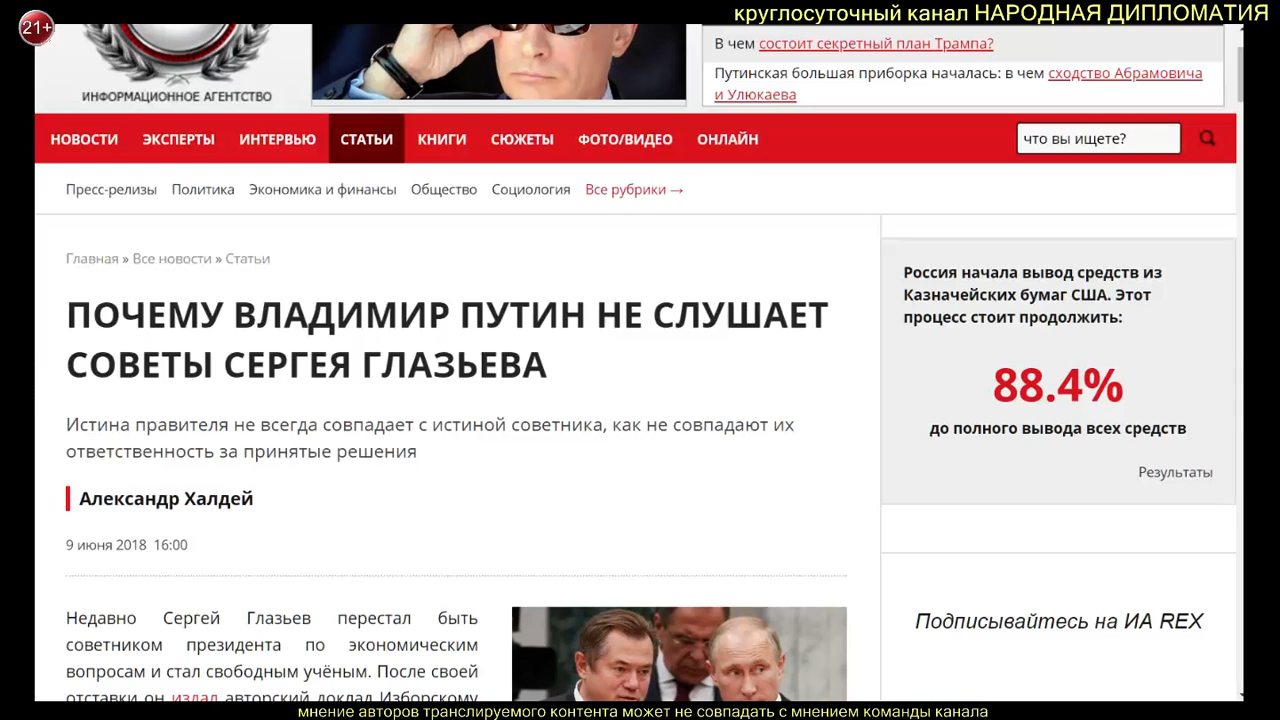 21+
круглосуточный канал НАРОДНАЯ ДИПЛОМАТИЯ
ИНФОРМАЦИОННОЕ АГЕНТСТВО
В чем состоит секретный план Трампа?
Путинская большая приборка началась: в чем сходство Абрамовича
и Улюкаева
НОВОСТИ ЭКСПЕРТЫ ИНТЕРВЬЮ СТАТЬИ КНИГИ СЮЖЕТЫ ФОТО/ВИДЕО ОНЛАЙН что вы ищете?
Пресс-релизы Политика Экономика и финансы Общество Социология Все рубрики →
Главная » Все новости » Статьи
ПОЧЕМУ ВЛАДИМИР ПУТИН НЕ СЛУШАЕТ
СОВЕТЫ СЕРГЕЯ ГЛАЗЬЕВА
Истина правителя не всегда совпадает с истиной советника, как не совпадают их
ответственность за принятые решения
Александр Халдей
9 июня 2018 16:00
Недавно Сергей Глазьев перестал быть
советником президента по экономическим
вопросам и стал свободным учёным. После своей
отставки он издал авторский доклад Изборскому
Россия начала вывод средств из
Казначейских бумаг США. Этот
процесс стоит продолжить:
88.4%
до полного вывода всех средств
Результаты
Подписывайтесь на ИА REX
мнение авторов транслируемого контента может не совпадать с мнением команды канала